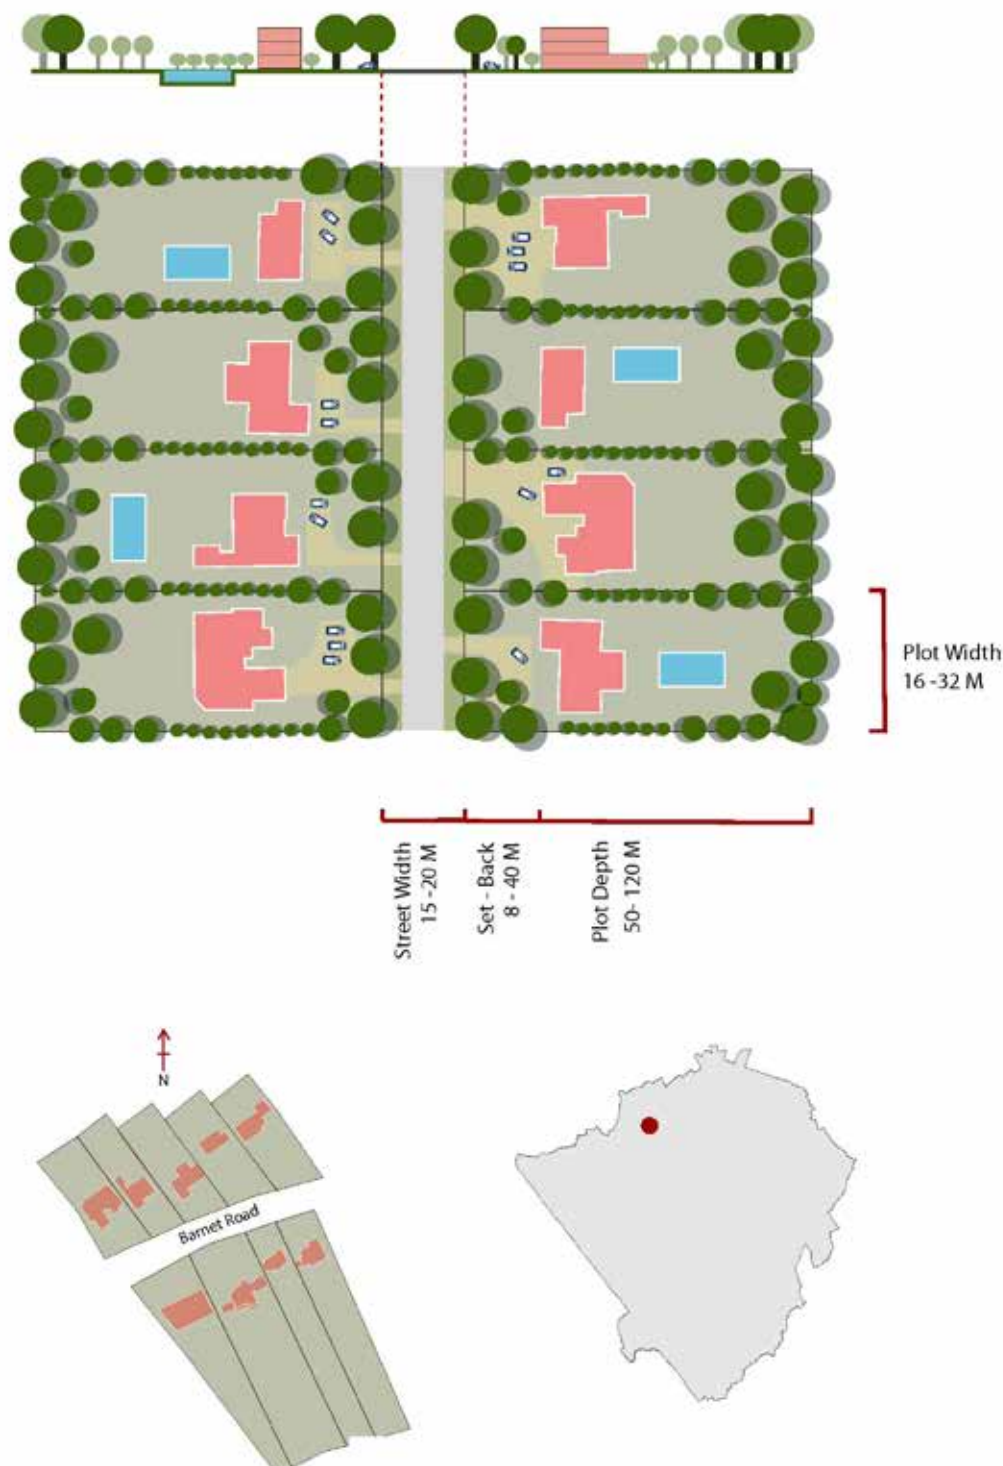 Plot Width
16 -32 M
Street Width
15 -20 M
Set - Back
8 - 40 M
Plot Depth
50- 120 M
N
Barnet Road